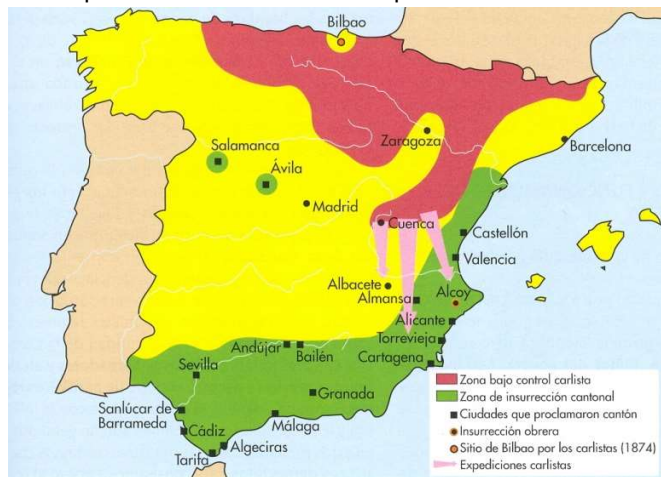 Bilbao
Salamanca
Ávila
Zaragoza
Barcelona
Madrid
Cuenca
Castellón
Valencia
Albacete
Almansa
Alcoy
Alicante
Torrevieja
Cartagena
Andújar
Bailén
Sevilla
Granada
Sanlúcar de
Barrameda
Málaga
Cádiz
Algeciras
Tarifa
Zona bajo control carlista
Zona de insurrección cantonal
Ciudades que proclamaron cantón
Insurrección obrera
Sitio de Bilbao por los carlistas (1874)
Expediciones carlistas